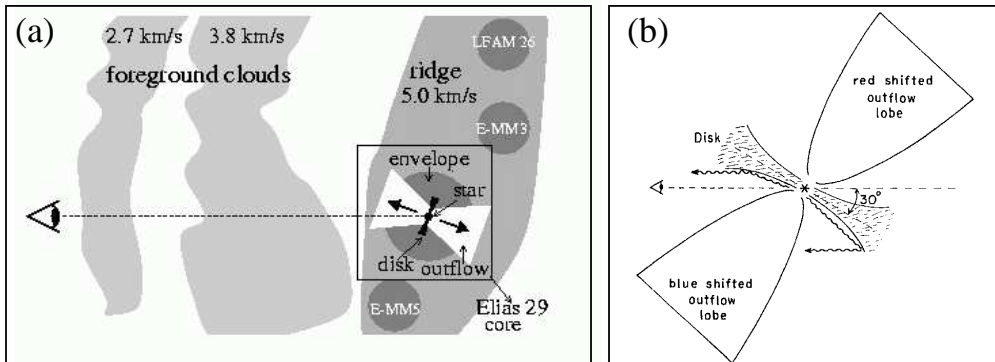 (a)
2.7 km/s 3.8 km/s
foreground clouds
LFAM 26
ridge
5.0 km/s
E-MM3
envelope
star
disk
outflow
E-MM5
Elias 29
core
(b)
red shifted
outflow
lobe
Disk
30°
blue shifted
outflow
lobe